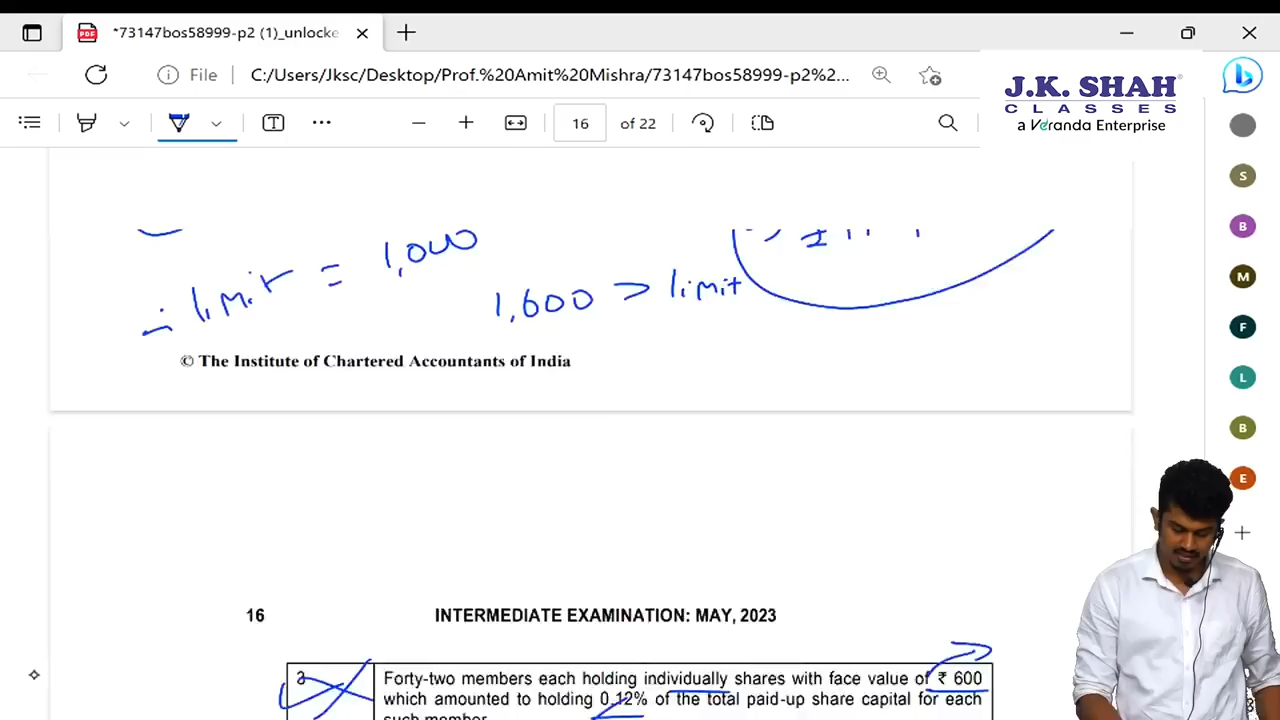 *73147bos58999-p2 (1)_unlocke
File
C:/Users/Jksc/Desktop/Prof.%20Amit%20Mishra/73147bos58999-p2%2...
J.K. SHAH
CLASSES
a Veranda Enterprise
16 of 22
∴ limit = 1,000
1,600 > limit
© The Institute of Chartered Accountants of India
16 INTERMEDIATE EXAMINATION: MAY, 2023
3 Forty-two members each holding individually shares with face value of ₹ 600
which amounted to holding 0.12% of the total paid-up share capital for each
such member
S
B
M
F
L
B
E